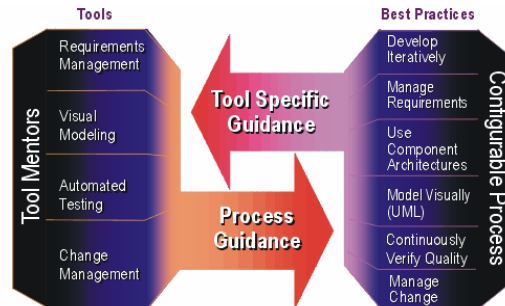 Tools
Best Practices
Tool Mentors
Requirements
Management
Visual
Modeling
Automated
Testing
Change
Management
Tool Specific
Guidance
Process
Guidance
Develop
Iteratively
Manage
Requirements
Use
Component
Architectures
Model Visually
(UML)
Continuously
Verify Quality
Manage
Change
Configurable Process